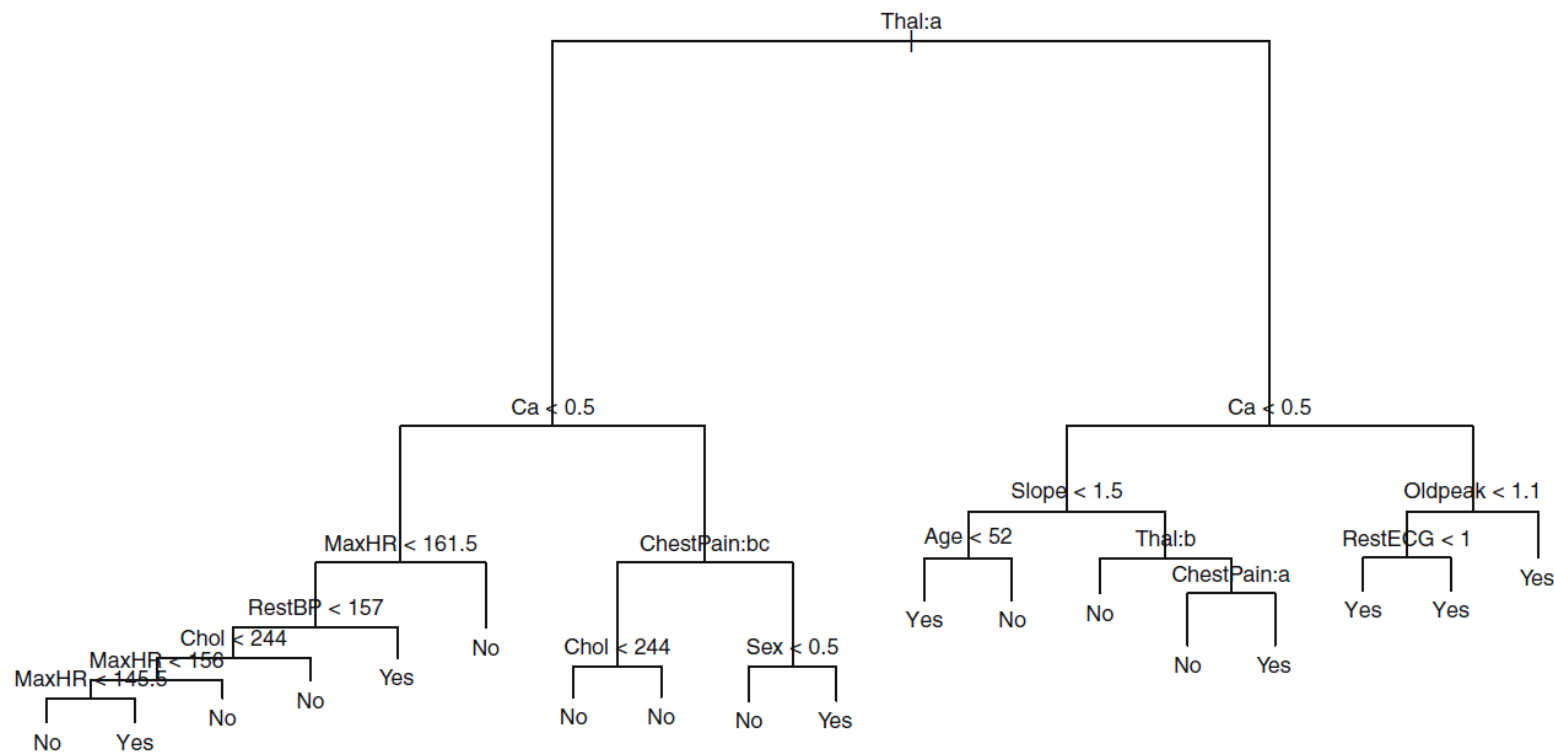 Thal:a
Ca < 0.5
Ca < 0.5
Slope < 1.5
Oldpeak < 1.1
MaxHR < 161.5
ChestPain:bc
Age < 52
Thal:b
RestECG < 1
ChestPain:a
Yes
RestBP < 157
Yes
No
No
Yes
Yes
Chol < 244
No
Chol < 244
Sex < 0.5
No
Yes
MaxHR < 156
MaxHR < 145.5
Yes
No
No
No
No
No
Yes
No
Yes